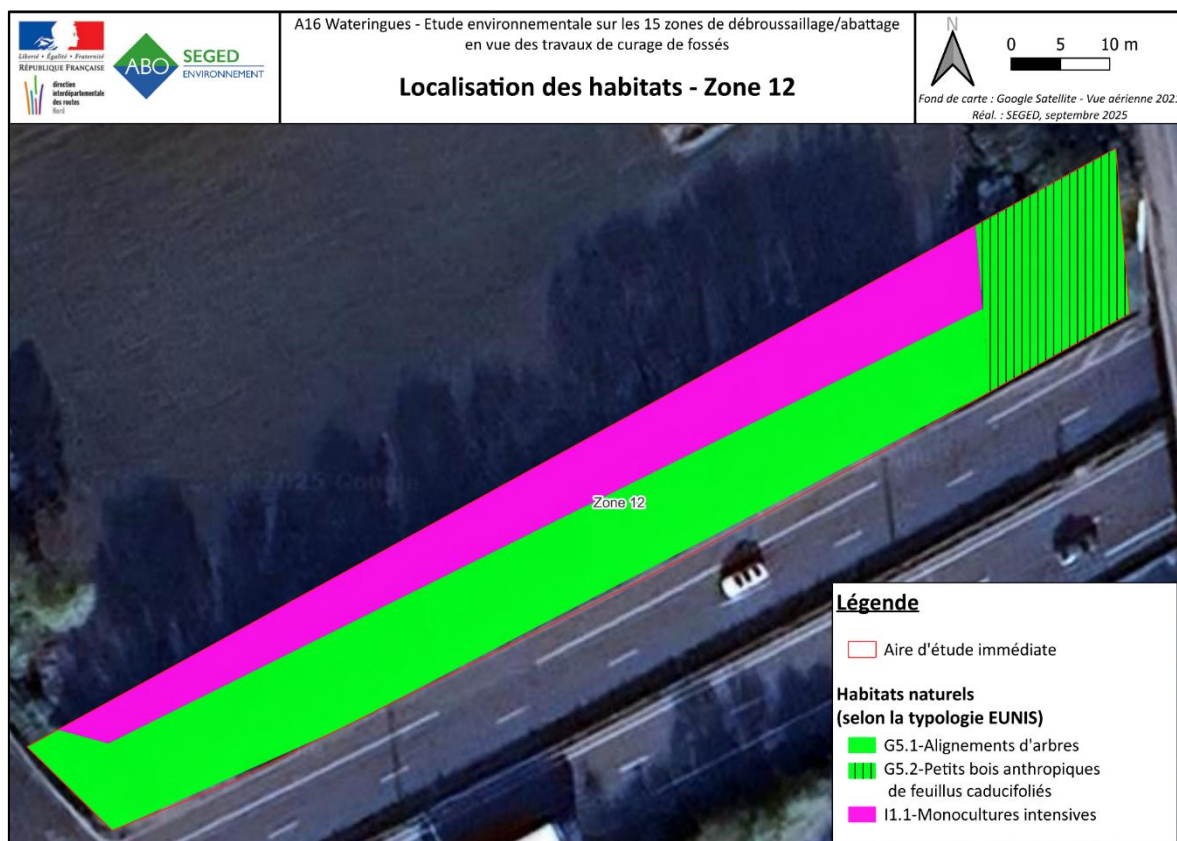 Liberté • Égalité • Fraternité
RÉPUBLIQUE FRANÇAISE
direction
interdépartementale
des routes
Nord
ABO
SEGED
ENVIRONNEMENT
A16 Wateringues - Etude environnementale sur les 15 zones de débroussaillage/abattage
en vue des travaux de curage de fossés
Localisation des habitats - Zone 12
N
0 5 10 m
Fond de carte : Google Satellite - Vue aérienne 2021
Réal. : SEGED, septembre 2025
Zone 12
Légende
Aire d'étude immédiate
Habitats naturels
(selon la typologie EUNIS)
G5.1-Alignements d'arbres
G5.2-Petits bois anthropiques
de feuillus caducifoliés
I1.1-Monocultures intensives